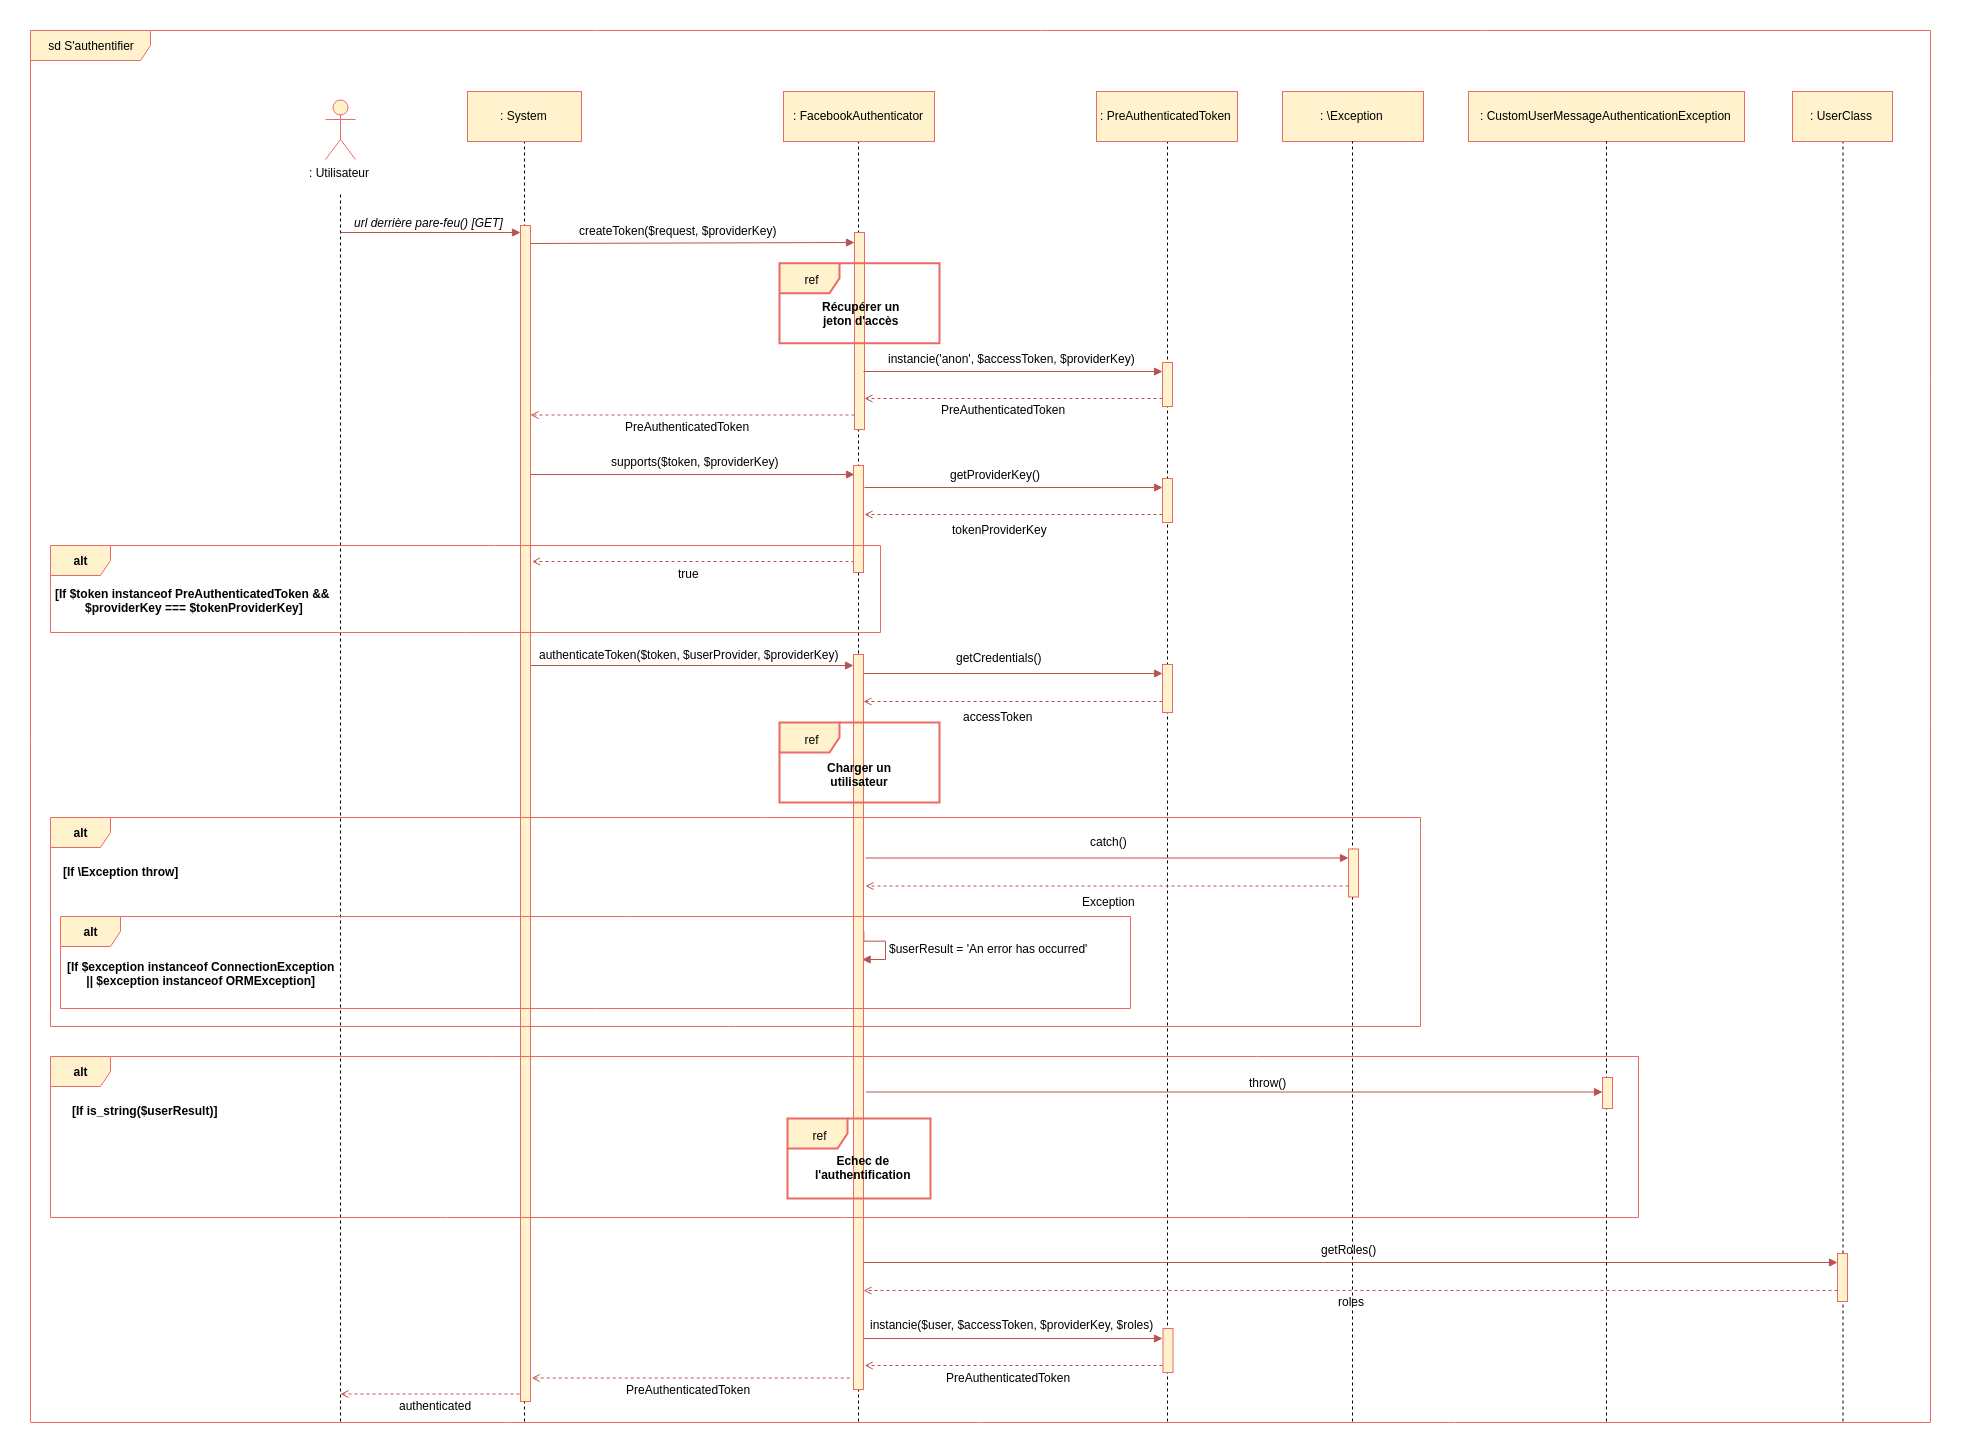 sd S'authentifier
: Utilisateur
: System
: FacebookAuthenticator
: PreAuthenticatedToken
: \Exception
: CustomUserMessageAuthenticationException
: UserClass
url derrière pare-feu() [GET]
createToken($request, $providerKey)
ref
Récupérer un
jeton d'accès
instancie('anon', $accessToken, $providerKey)
PreAuthenticatedToken
PreAuthenticatedToken
supports($token, $providerKey)
getProviderKey()
tokenProviderKey
alt
true
[If $token instanceof PreAuthenticatedToken &&
$providerKey === $tokenProviderKey]
authenticateToken($token, $userProvider, $providerKey)
getCredentials()
accessToken
ref
Charger un
utilisateur
alt
catch()
[If \Exception throw]
Exception
alt
$userResult = 'An error has occurred'
[If $exception instanceof ConnectionException
|| $exception instanceof ORMException]
alt
throw()
[If is_string($userResult)]
ref
Echec de
l'authentification
getRoles()
roles
instancie($user, $accessToken, $providerKey, $roles)
PreAuthenticatedToken
PreAuthenticatedToken
authenticated